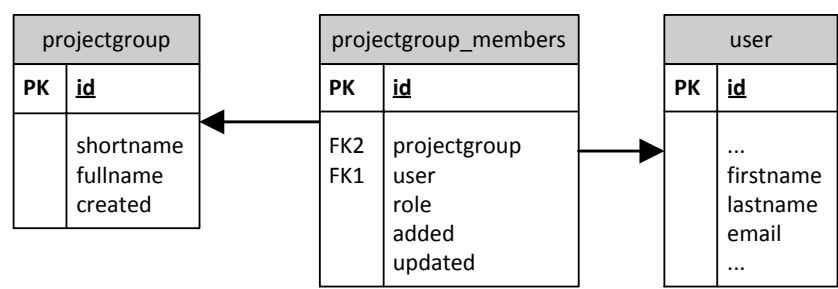 projectgroup
PK id
shortname
fullname
created
projectgroup_members
PK id
FK2 projectgroup
FK1 user
role
added
updated
user
PK id
...
firstname
lastname
email
...